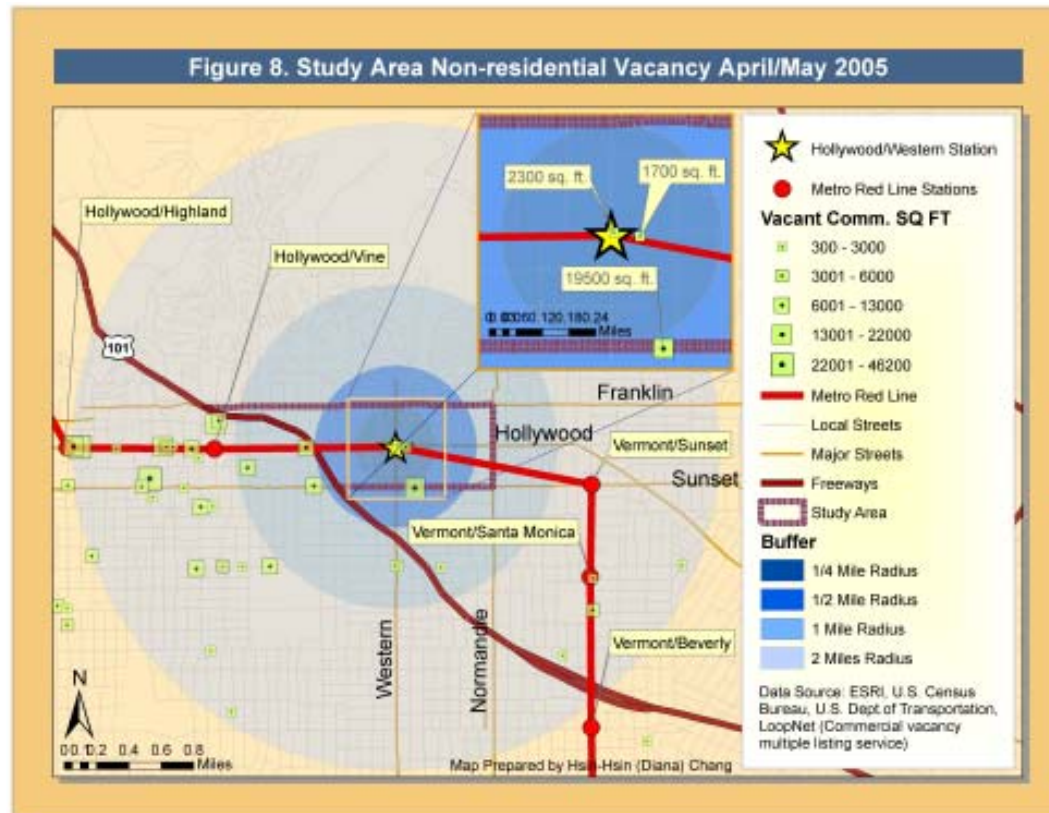 Figure 8. Study Area Non-residential Vacancy April/May 2005
Hollywood/Highland
Hollywood/Vine
101
2300 sq. ft.
1700 sq. ft.
19500 sq. ft.
Miles
Franklin
Hollywood
Vermont/Sunset
Sunset
Vermont/Santa Monica
Western
Normandie
Vermont/Beverly
N
0.2 0.4 0.6 0.8
Miles
Map Prepared by Hsin-Hsin (Diana) Chang
Hollywood/Western Station
Metro Red Line Stations
Vacant Comm. SQ FT
300 - 3000
3001 - 6000
6001 - 13000
13001 - 22000
22001 - 46200
Metro Red Line
Local Streets
Major Streets
Freeways
Study Area
Buffer
1/4 Mile Radius
1/2 Mile Radius
1 Mile Radius
2 Miles Radius
Data Source: ESRI, U.S. Census
Bureau, U.S. Dept of Transportation,
LoopNet (Commercial vacancy
multiple listing service)